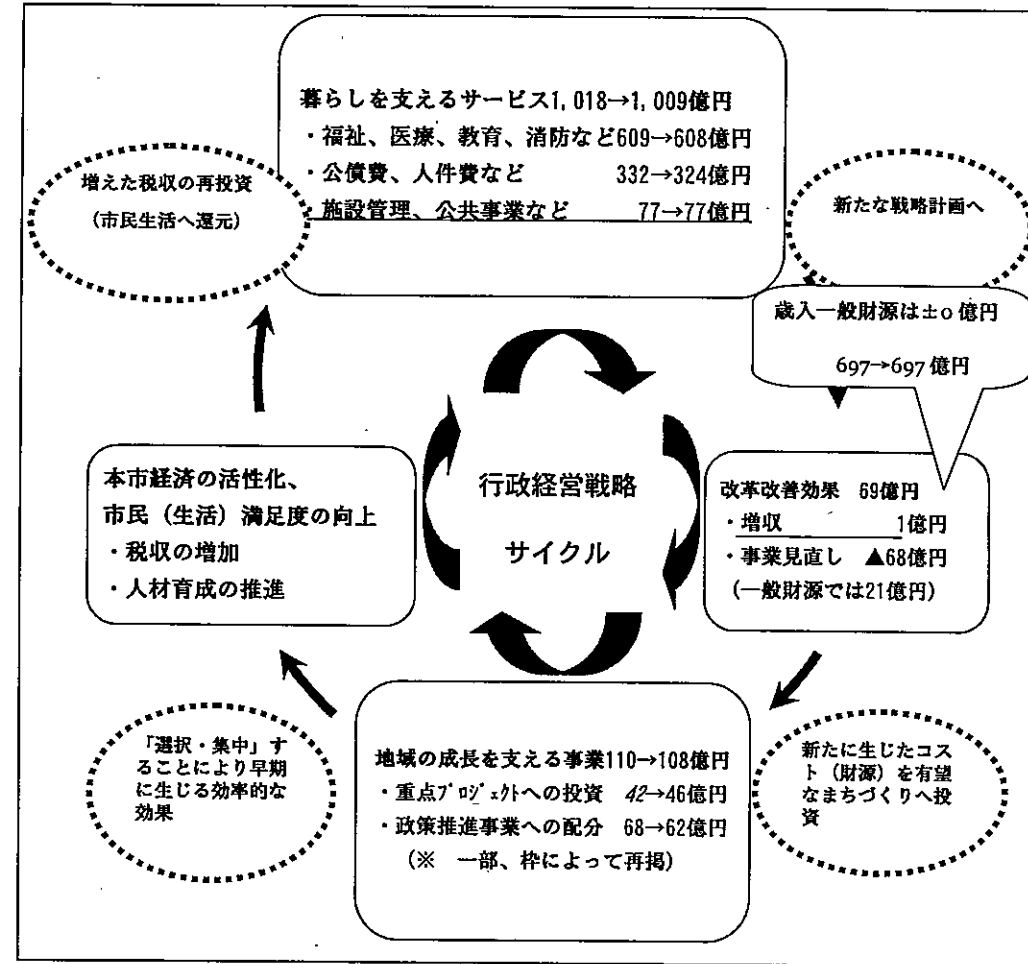 暮らしを支えるサービス1,018→1,009億円
・福祉、医療、教育、消防など609→608億円
・公債費、人件費など 332→324億円
・施設管理、公共事業など 77→77億円
増えた税収の再投資
(市民生活へ還元)
新たな戦略計画へ
歳入一般財源は±0億円
697→697億円
本市経済の活性化、
市民(生活)満足度の向上
・税収の増加
・人材育成の推進
行政経営戦略
サイクル
改革改善効果 69億円
・増収 1億円
・事業見直し ▲68億円
(一般財源では21億円)
「選択・集中」す
ることにより早期
に生じる効率的な
効果
地域の成長を支える事業110→108億円
・重点プロジェクトへの投資 42→46億円
・政策推進事業への配分 68→62億円
(※ 一部、枠によって再掲)
新たに生じたコス
ト(財源)を有望
なまちづくりへ投
資